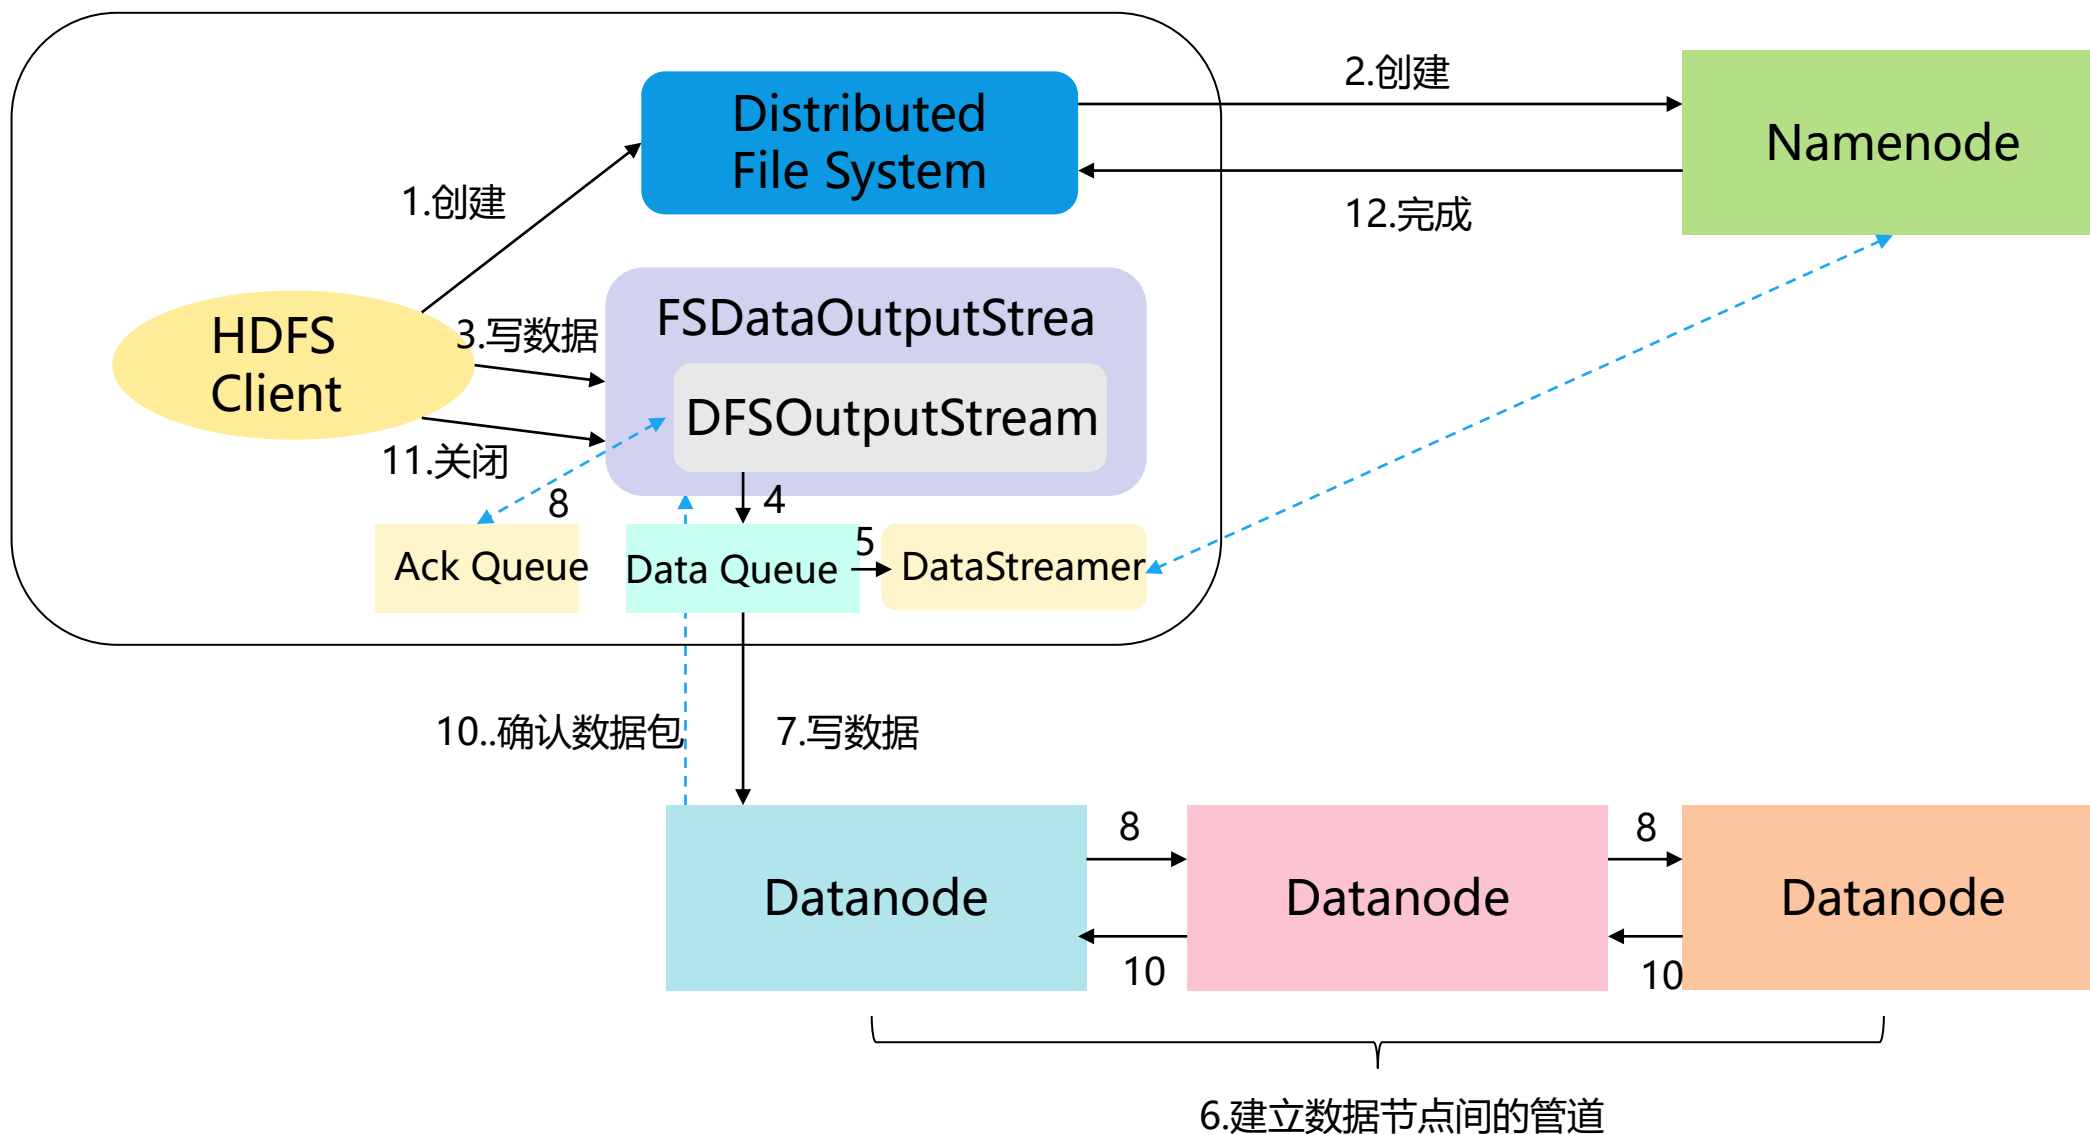 2.创建
Distributed
File System
Namenode
1.创建
12.完成
FSDataOutputStrea
HDFS
Client
3.写数据
DFSOutputStream
11.关闭
8
4
5
Ack Queue
Data Queue
DataStreamer
10..确认数据包
7.写数据
8
8
Datanode
Datanode
Datanode
10
10
6.建立数据节点间的管道